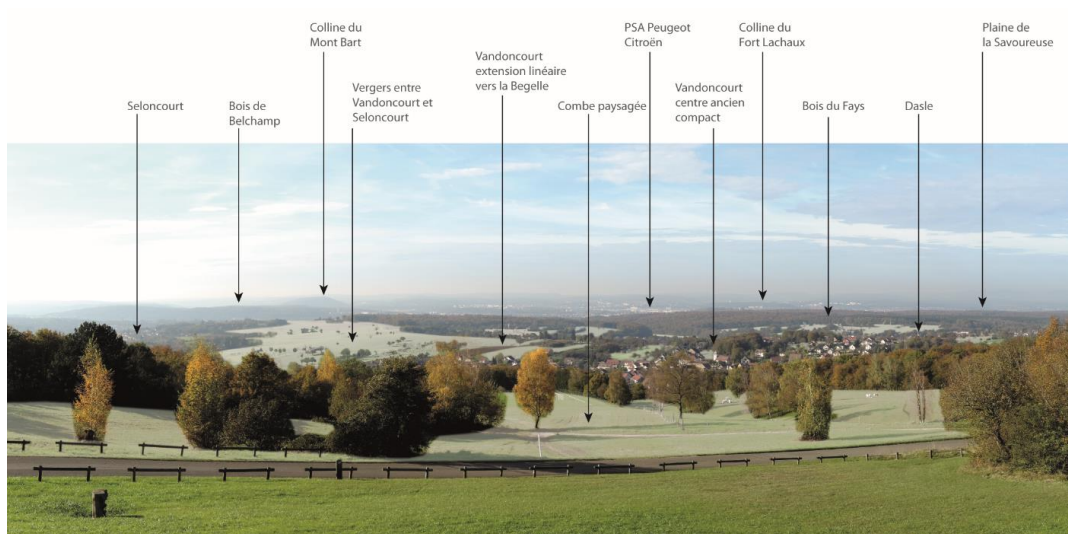 Seloncourt
Bois de
Belchamp
Colline du
Mont Bart
Vergers entre
Vandoncourt et
Seloncourt
Vandoncourt
extension linéaire
vers la Begelle
Combe paysagée
PSA Peugeot
Citroën
Vandoncourt
centre ancien
compact
Colline du
Fort Lachaux
Bois du Fays
Dasle
Plaine de
la Savoureuse